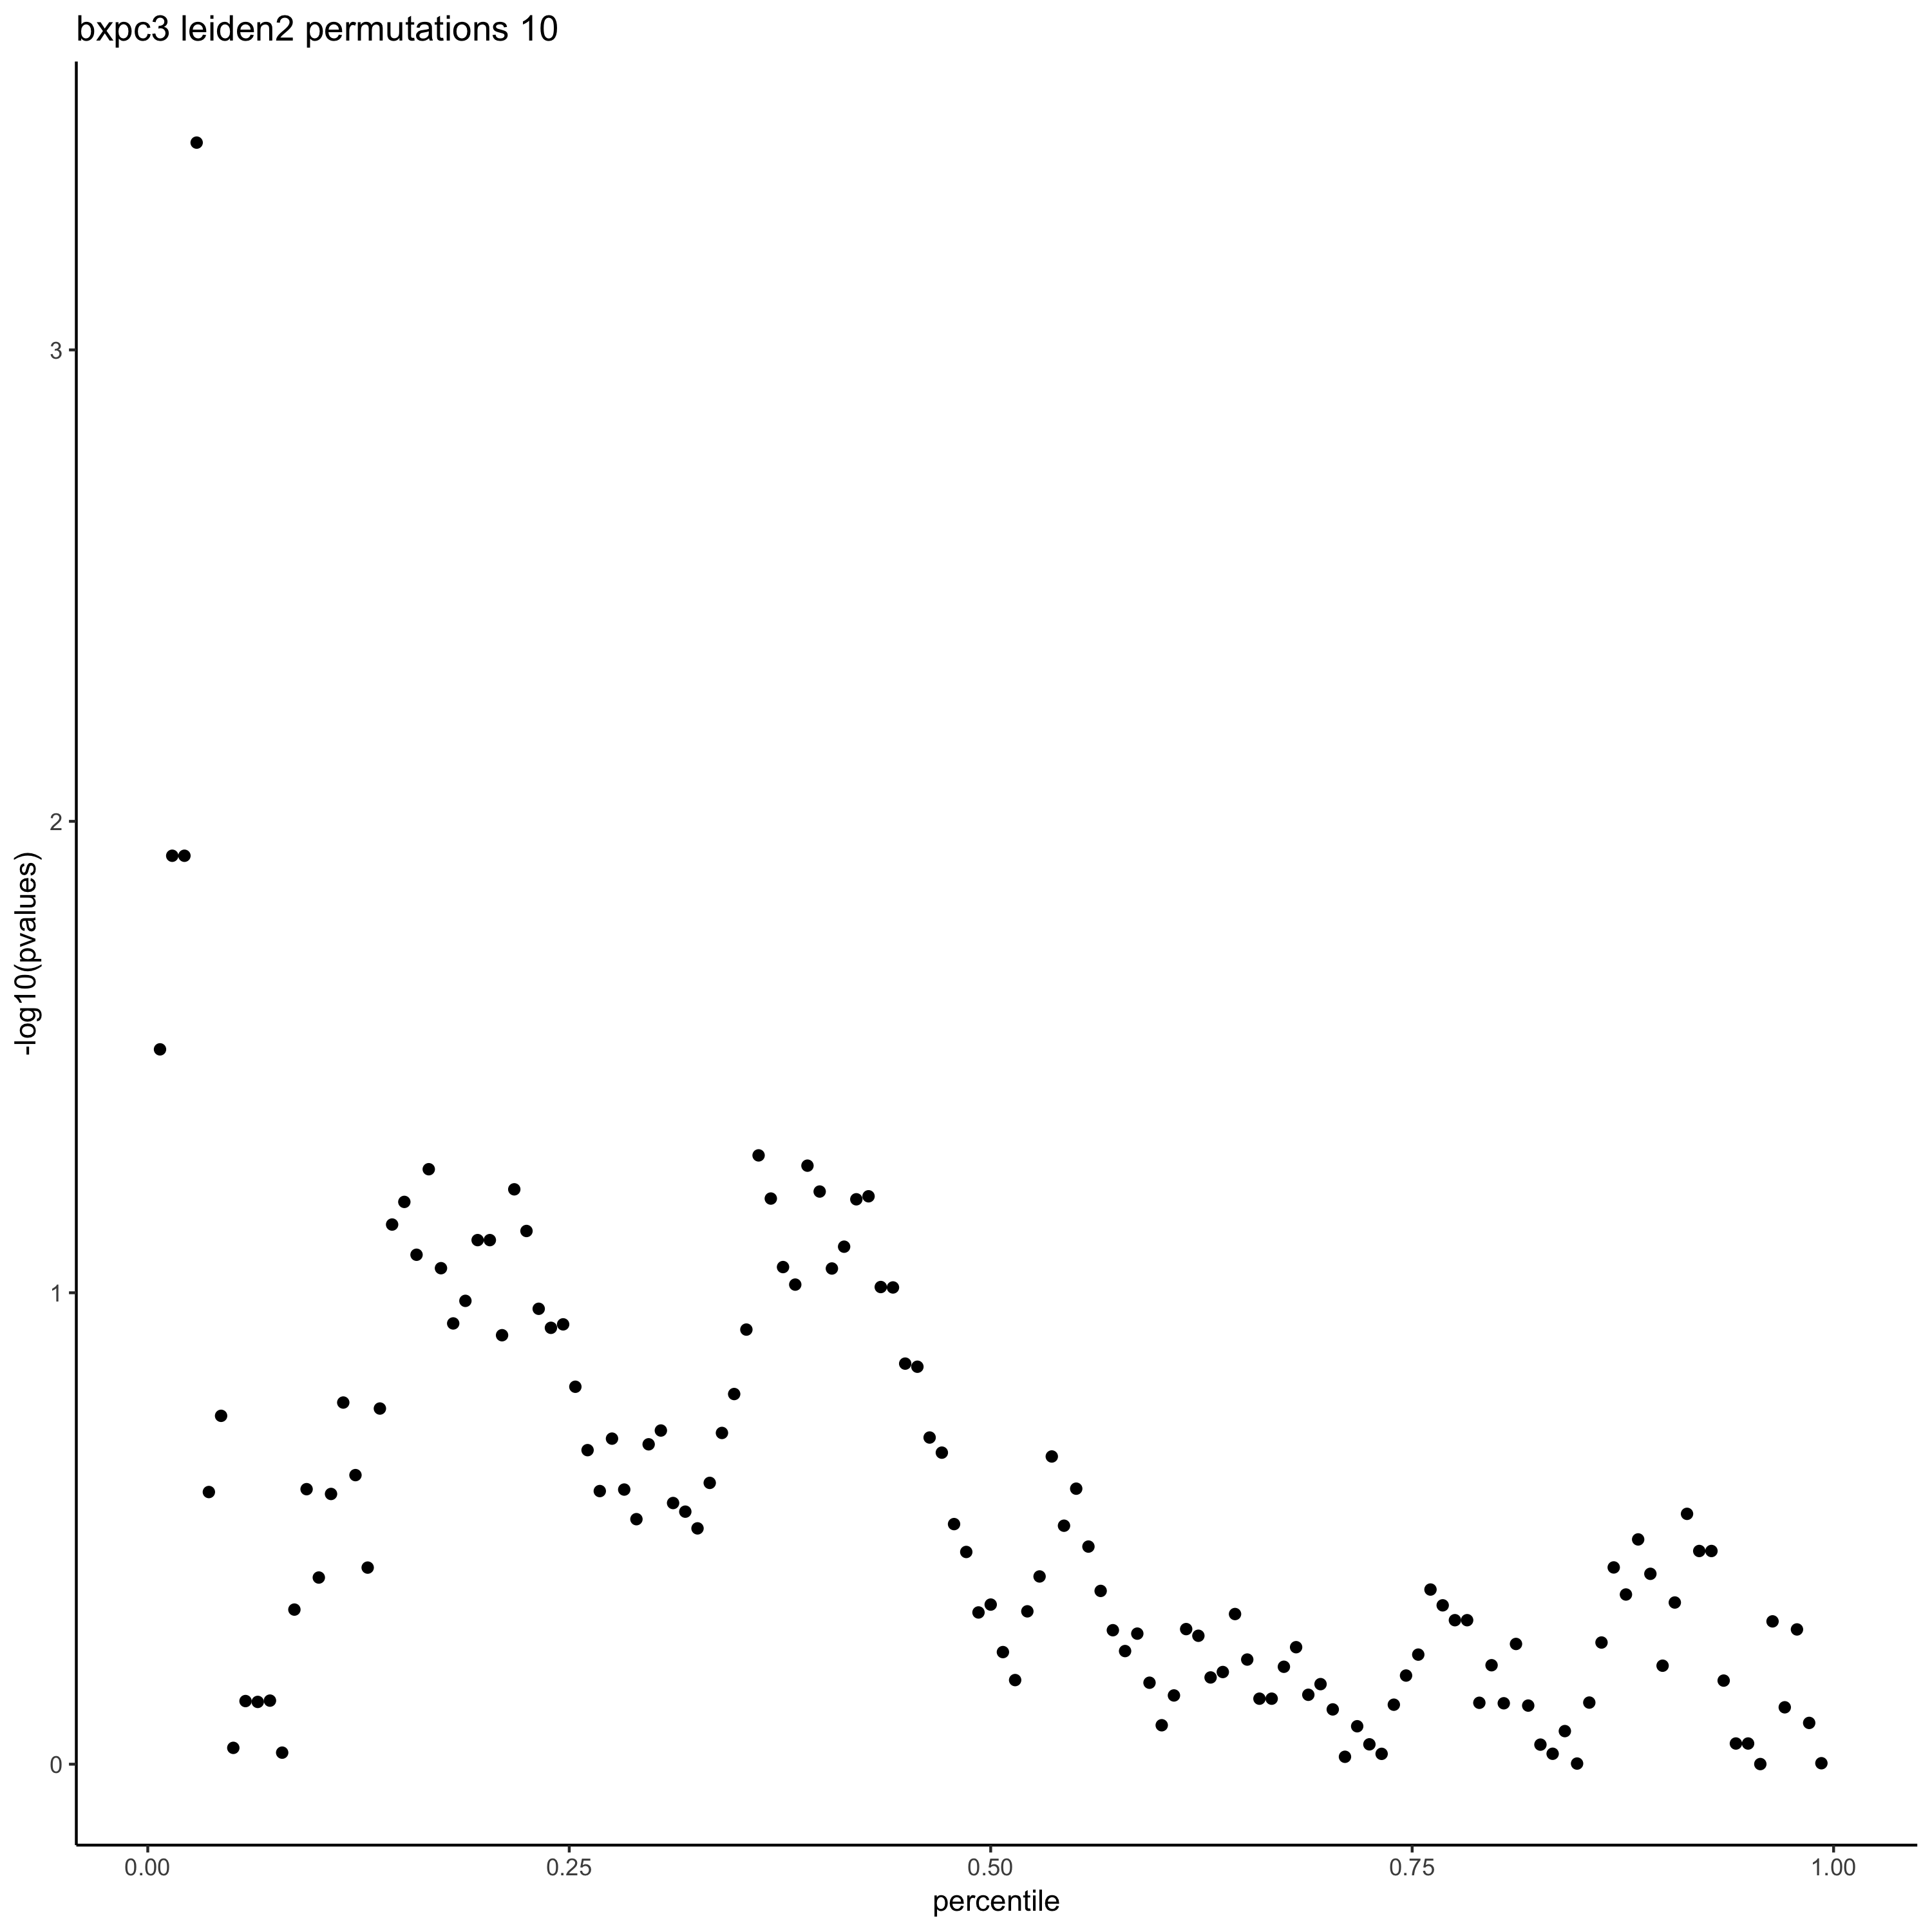 bxpc3 leiden2 permutations 10
3
2
1
0
-log10(pvalues)
0.00 0.25 0.50 0.75 1.00
percentile